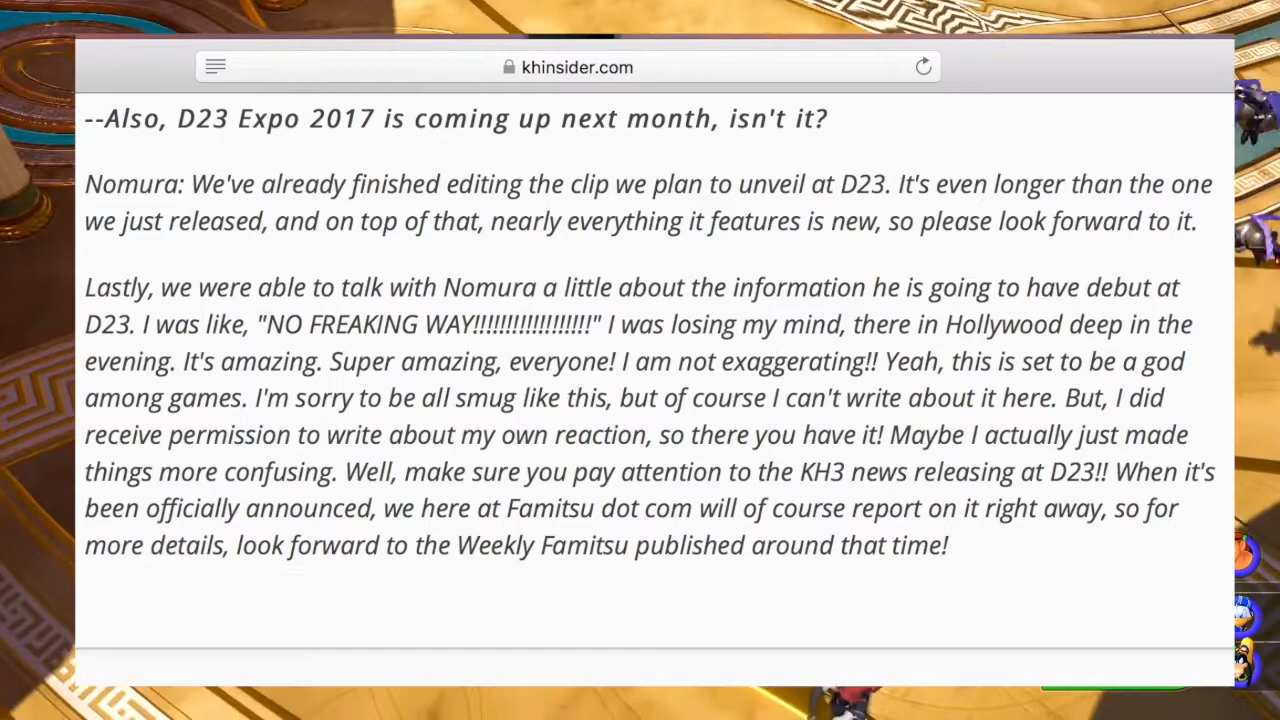 khinsider.com
--Also, D23 Expo 2017 is coming up next month, isn't it?
Nomura: We've already finished editing the clip we plan to unveil at D23. It's even longer than the one
we just released, and on top of that, nearly everything it features is new, so please look forward to it.
Lastly, we were able to talk with Nomura a little about the information he is going to have debut at
D23. I was like, "NO FREAKING WAY!!!!!!!!!!!!!!!!!!" I was losing my mind, there in Hollywood deep in the
evening. It's amazing. Super amazing, everyone! I am not exaggerating!! Yeah, this is set to be a god
among games. I'm sorry to be all smug like this, but of course I can't write about it here. But, I did
receive permission to write about my own reaction, so there you have it! Maybe I actually just made
things more confusing. Well, make sure you pay attention to the KH3 news releasing at D23!! When it's
been officially announced, we here at Famitsu dot com will of course report on it right away, so for
more details, look forward to the Weekly Famitsu published around that time!